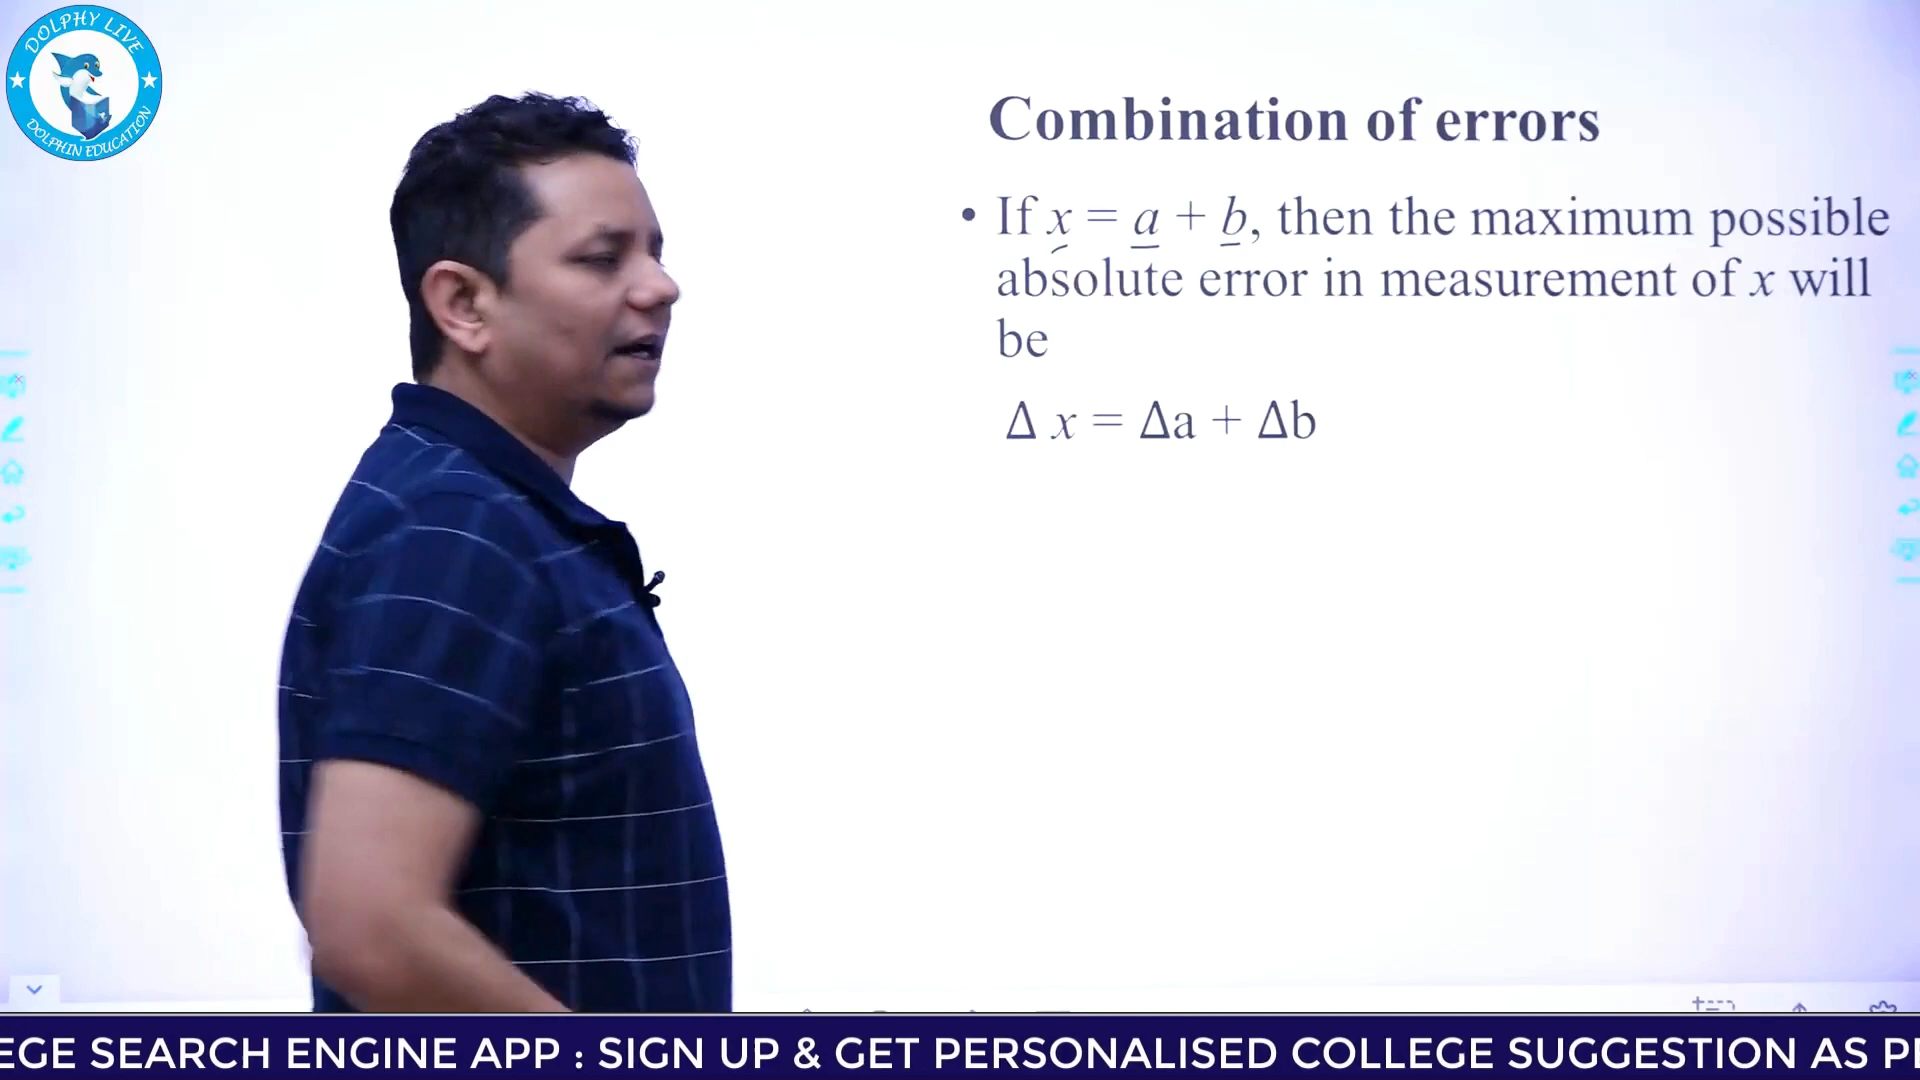 DOLPHY LIVE
DOLPHIN EDUCATION
Combination of errors
• If x = a + b, then the maximum possible
absolute error in measurement of x will
be
Δ x = Δa + Δb
EGE SEARCH ENGINE APP : SIGN UP & GET PERSONALISED COLLEGE SUGGESTION AS